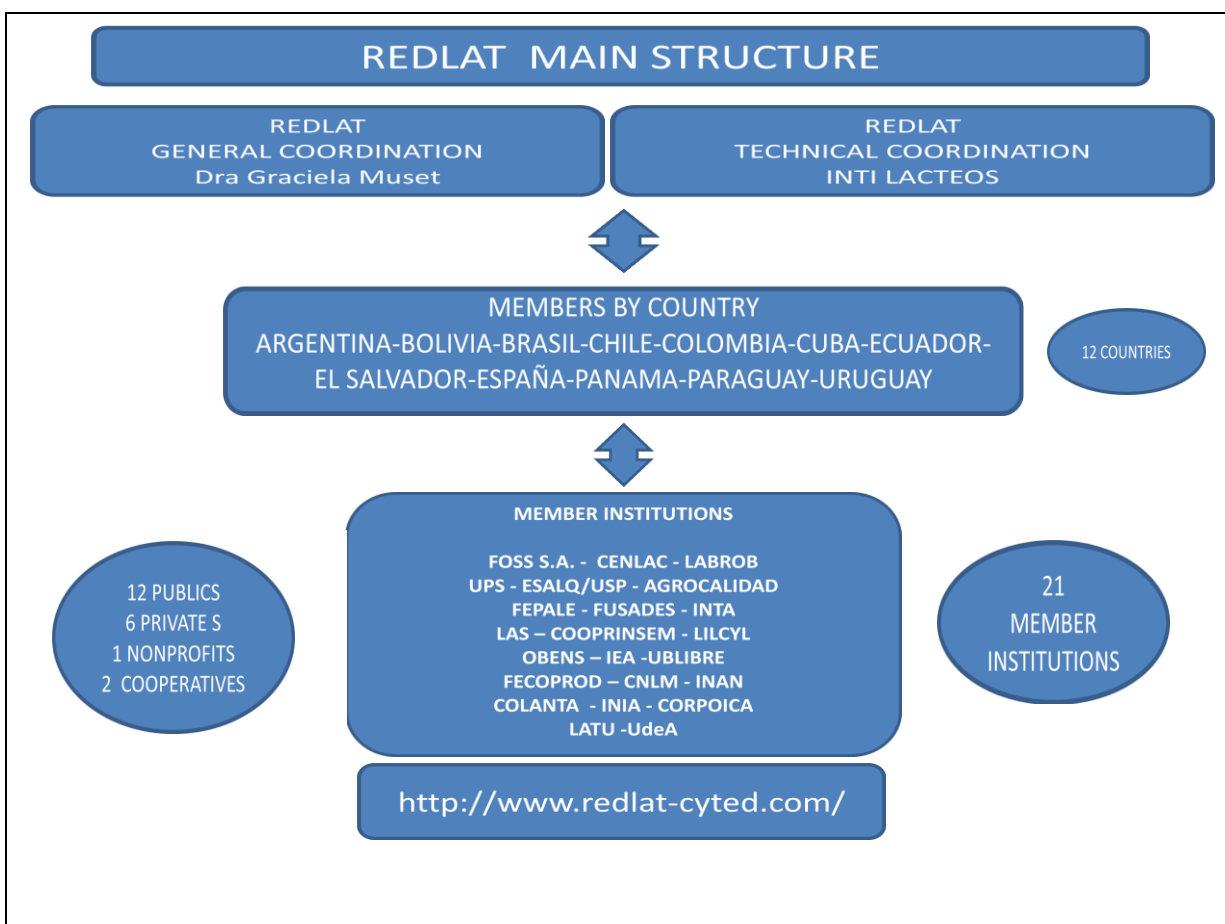 REDLAT MAIN STRUCTURE
REDLAT
GENERAL COORDINATION
Dra Graciela Muset
REDLAT
TECHNICAL COORDINATION
INTI LACTEOS
MEMBERS BY COUNTRY
ARGENTINA-BOLIVIA-BRASIL-CHILE-COLOMBIA-CUBA-ECUADOR-
EL SALVADOR-ESPAÑA-PANAMA-PARAGUAY-URUGUAY
12 COUNTRIES
12 PUBLICS
6 PRIVATE S
1 NONPROFITS
2 COOPERATIVES
MEMBER INSTITUTIONS
FOSS S.A. - CENLAC - LABROB
UPS - ESALQ/USP - AGROCALIDAD
FEPALE - FUSADES - INTA
LAS – COOPRINSEM - LILCYL
OBENS – IEA -UBLIBRE
FECOPROD – CNLM - INAN
COLANTA - INIA - CORPOICA
LATU -UdeA
21
MEMBER
INSTITUTIONS
http://www.redlat-cyted.com/